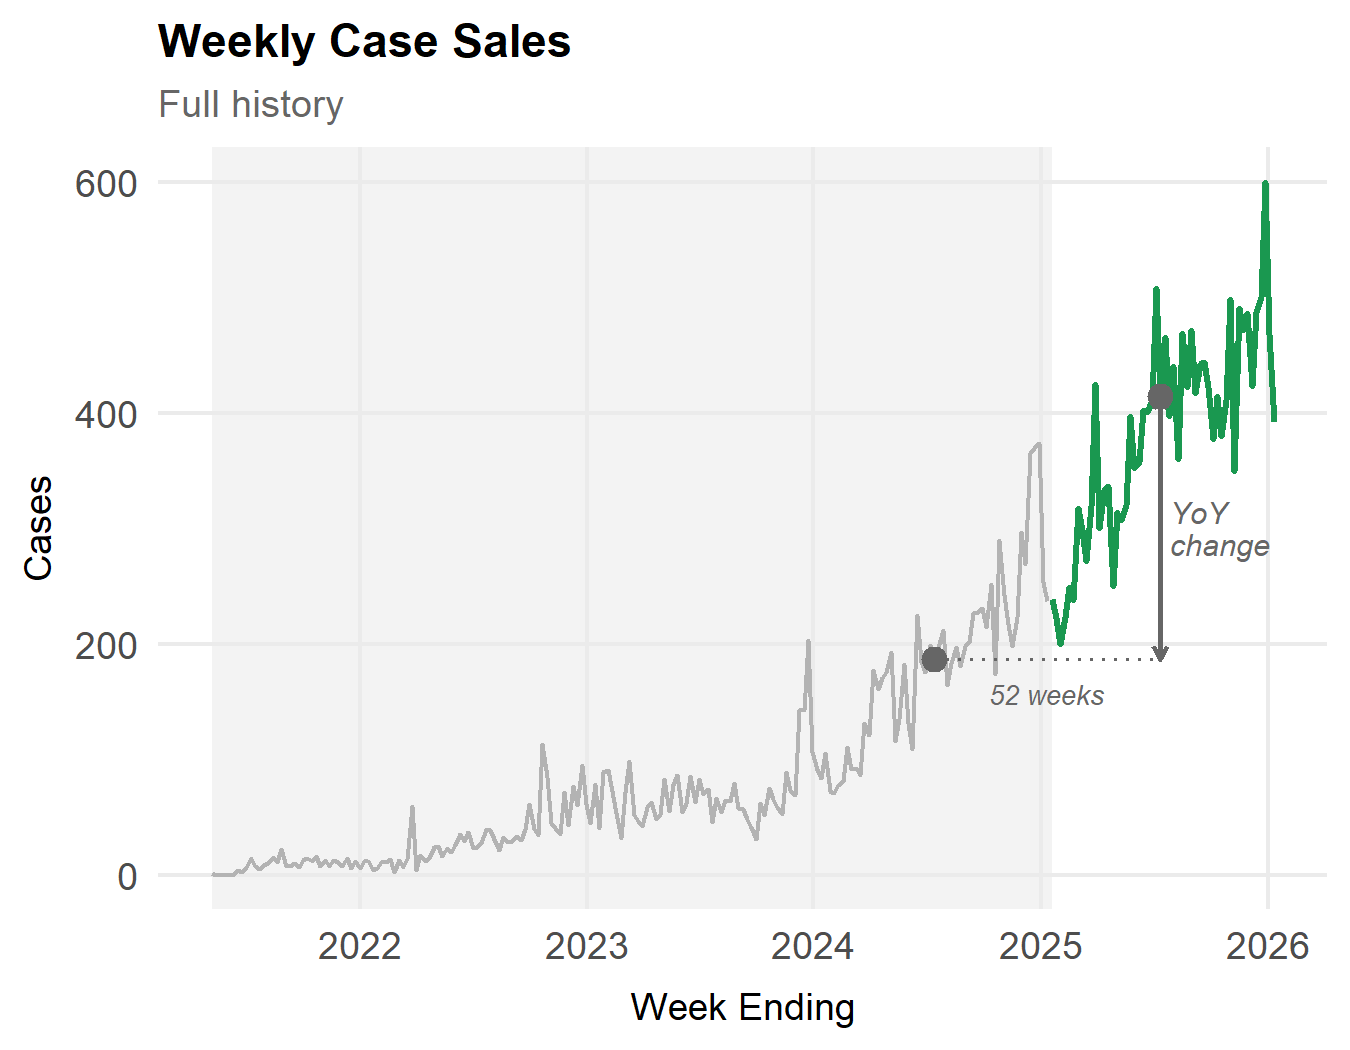 Weekly Case Sales
Full history
600
400
200
0
Cases
YoY
change
52 weeks
2022
2023
2024
2025
2026
Week Ending